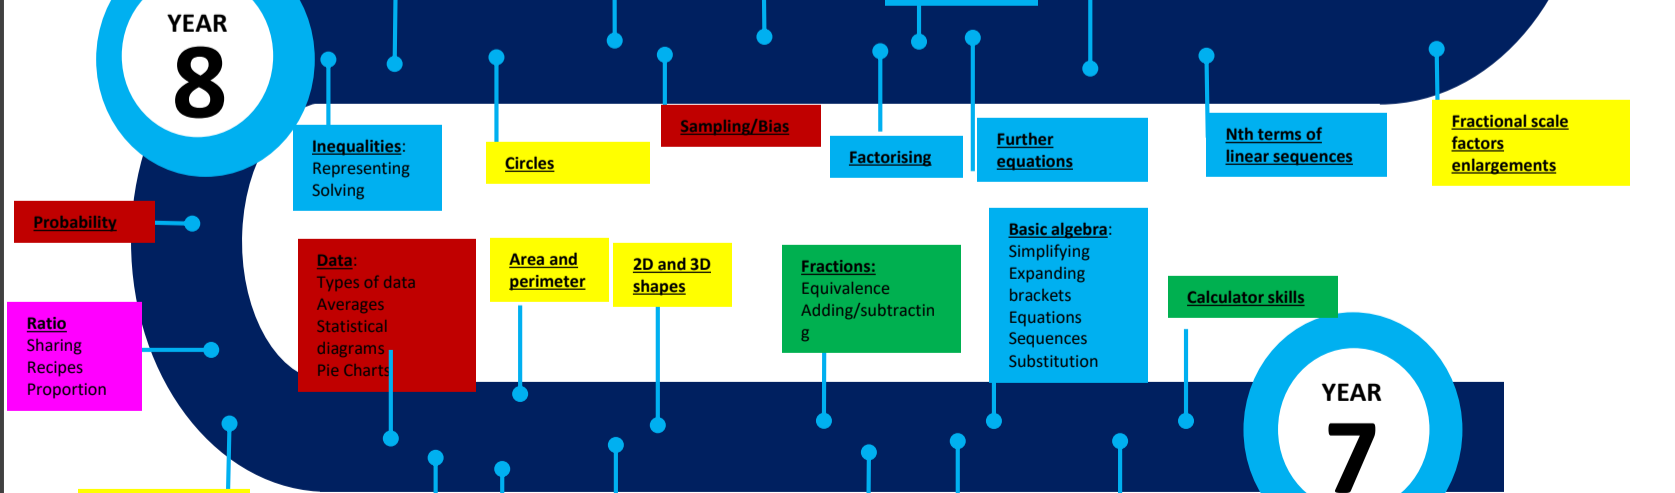 YEAR
8
Inequalities:
Representing
Solving
Circles
Sampling/Bias
Factorising
Further
equations
Nth terms of
linear sequences
Fractional scale
factors
enlargements
Probability
Ratio
Sharing
Recipes
Proportion
Data:
Types of data
Averages
Statistical
diagrams
Pie Charts
Area and
perimeter
2D and 3D
shapes
Fractions:
Equivalence
Adding/subtractin
g
Basic algebra:
Simplifying
Expanding
brackets
Equations
Sequences
Substitution
Calculator skills
YEAR
7